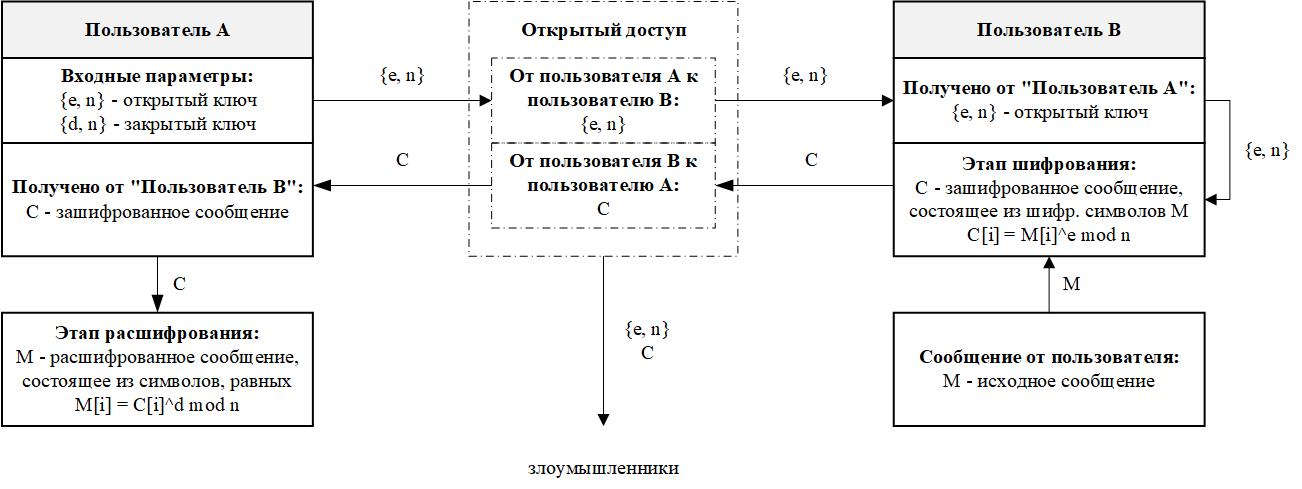 Пользователь A
Входные параметры:
{e, n} - открытый ключ
{d, n} - закрытый ключ
Получено от "Пользователь B":
C - зашифрованное сообщение
C
Этап расшифрования:
M - расшифрованное сообщение,
состоящее из символов, равных
M[i] = C[i]^d mod n
{e, n}
C
Открытый доступ
От пользователя A к
пользователю B:
{e, n}
От пользователя B к
пользователю A:
C
{e, n}
C
злоумышленники
{e, n}
C
Пользователь B
Получено от "Пользователь A":
{e, n} - открытый ключ
Этап шифрования:
C - зашифрованное сообщение,
состоящее из шифр. символов M
C[i] = M[i]^e mod n
{e, n}
M
Сообщение от пользователя:
M - исходное сообщение